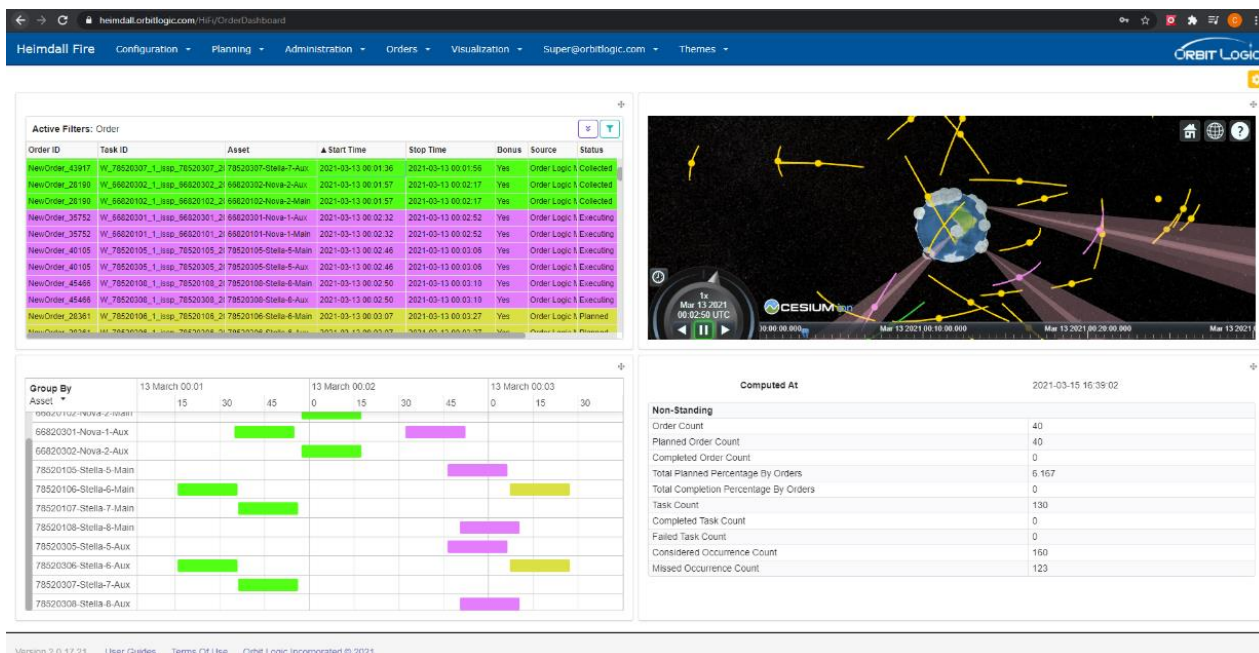 heimdall.orbitlogic.com/HiFi/OrderDashboard
Heimdall Fire Configuration Planning Administration Orders Visualization Super@orbitlogic.com Themes ORBIT LOGIC
Active Filters: Order
Order ID Task ID Asset ▲ Start Time Stop Time Bonus Source Status
NewOrder_43917 W_78520307_1_issp_78520307_2 78520307-Stella-7-Aux 2021-03-13 00:01:36 2021-03-13 00:01:56 Yes Order Logic Collected
NewOrder_28190 W_66820302_1_issp_66820302_2 66820302-Nova-2-Aux 2021-03-13 00:01:57 2021-03-13 00:02:17 Yes Order Logic Collected
NewOrder_28190 W_66820102_1_issp_66820102_2 66820102-Nova-2-Main 2021-03-13 00:01:57 2021-03-13 00:02:17 Yes Order Logic Collected
NewOrder_35752 W_66820301_1_issp_66820301_2 66820301-Nova-1-Aux 2021-03-13 00:02:32 2021-03-13 00:02:52 Yes Order Logic Executing
NewOrder_35752 W_66820101_1_issp_66820101_2 66820101-Nova-1-Main 2021-03-13 00:02:32 2021-03-13 00:02:52 Yes Order Logic Executing
NewOrder_40105 W_78520105_1_issp_78520105_2 78520105-Stella-5-Main 2021-03-13 00:02:46 2021-03-13 00:03:06 Yes Order Logic Executing
NewOrder_40105 W_78520305_1_issp_78520305_2 78520305-Stella-5-Aux 2021-03-13 00:02:46 2021-03-13 00:03:06 Yes Order Logic Executing
NewOrder_45466 W_78520108_1_issp_78520108_2 78520108-Stella-8-Main 2021-03-13 00:02:50 2021-03-13 00:03:10 Yes Order Logic Executing
NewOrder_45466 W_78520308_1_issp_78520308_2 78520308-Stella-8-Aux 2021-03-13 00:02:50 2021-03-13 00:03:10 Yes Order Logic Executing
NewOrder_28361 W_78520106_1_issp_78520106_2 78520106-Stella-6-Main 2021-03-13 00:03:07 2021-03-13 00:03:27 Yes Order Logic Planned
1x
Mar 13 2021
00:02:50 UTC
CESIUM ion
Mar 13 2021 00:10:00.000 Mar 13 2021 00:20:00.000 Mar 13 2021
Group By 13 March 00:01 13 March 00:02 13 March 00:03
Asset 15 30 45 0 15 30 45 0 15 30
66820102-Nova-2-Main
66820301-Nova-1-Aux
66820302-Nova-2-Aux
78520105-Stella-5-Main
78520106-Stella-6-Main
78520107-Stella-7-Main
78520108-Stella-8-Main
78520305-Stella-5-Aux
78520306-Stella-6-Aux
78520307-Stella-7-Aux
78520308-Stella-8-Aux
Computed At 2021-03-15 16:39:02
Non-Standing
Order Count 40
Planned Order Count 40
Completed Order Count 0
Total Planned Percentage By Orders 6.167
Total Completion Percentage By Orders 0
Task Count 130
Completed Task Count 0
Failed Task Count 0
Considered Occurrence Count 160
Missed Occurrence Count 123
Version 2.0.17.21 User Guides Terms Of Use Orbit Logic Incorporated © 2021